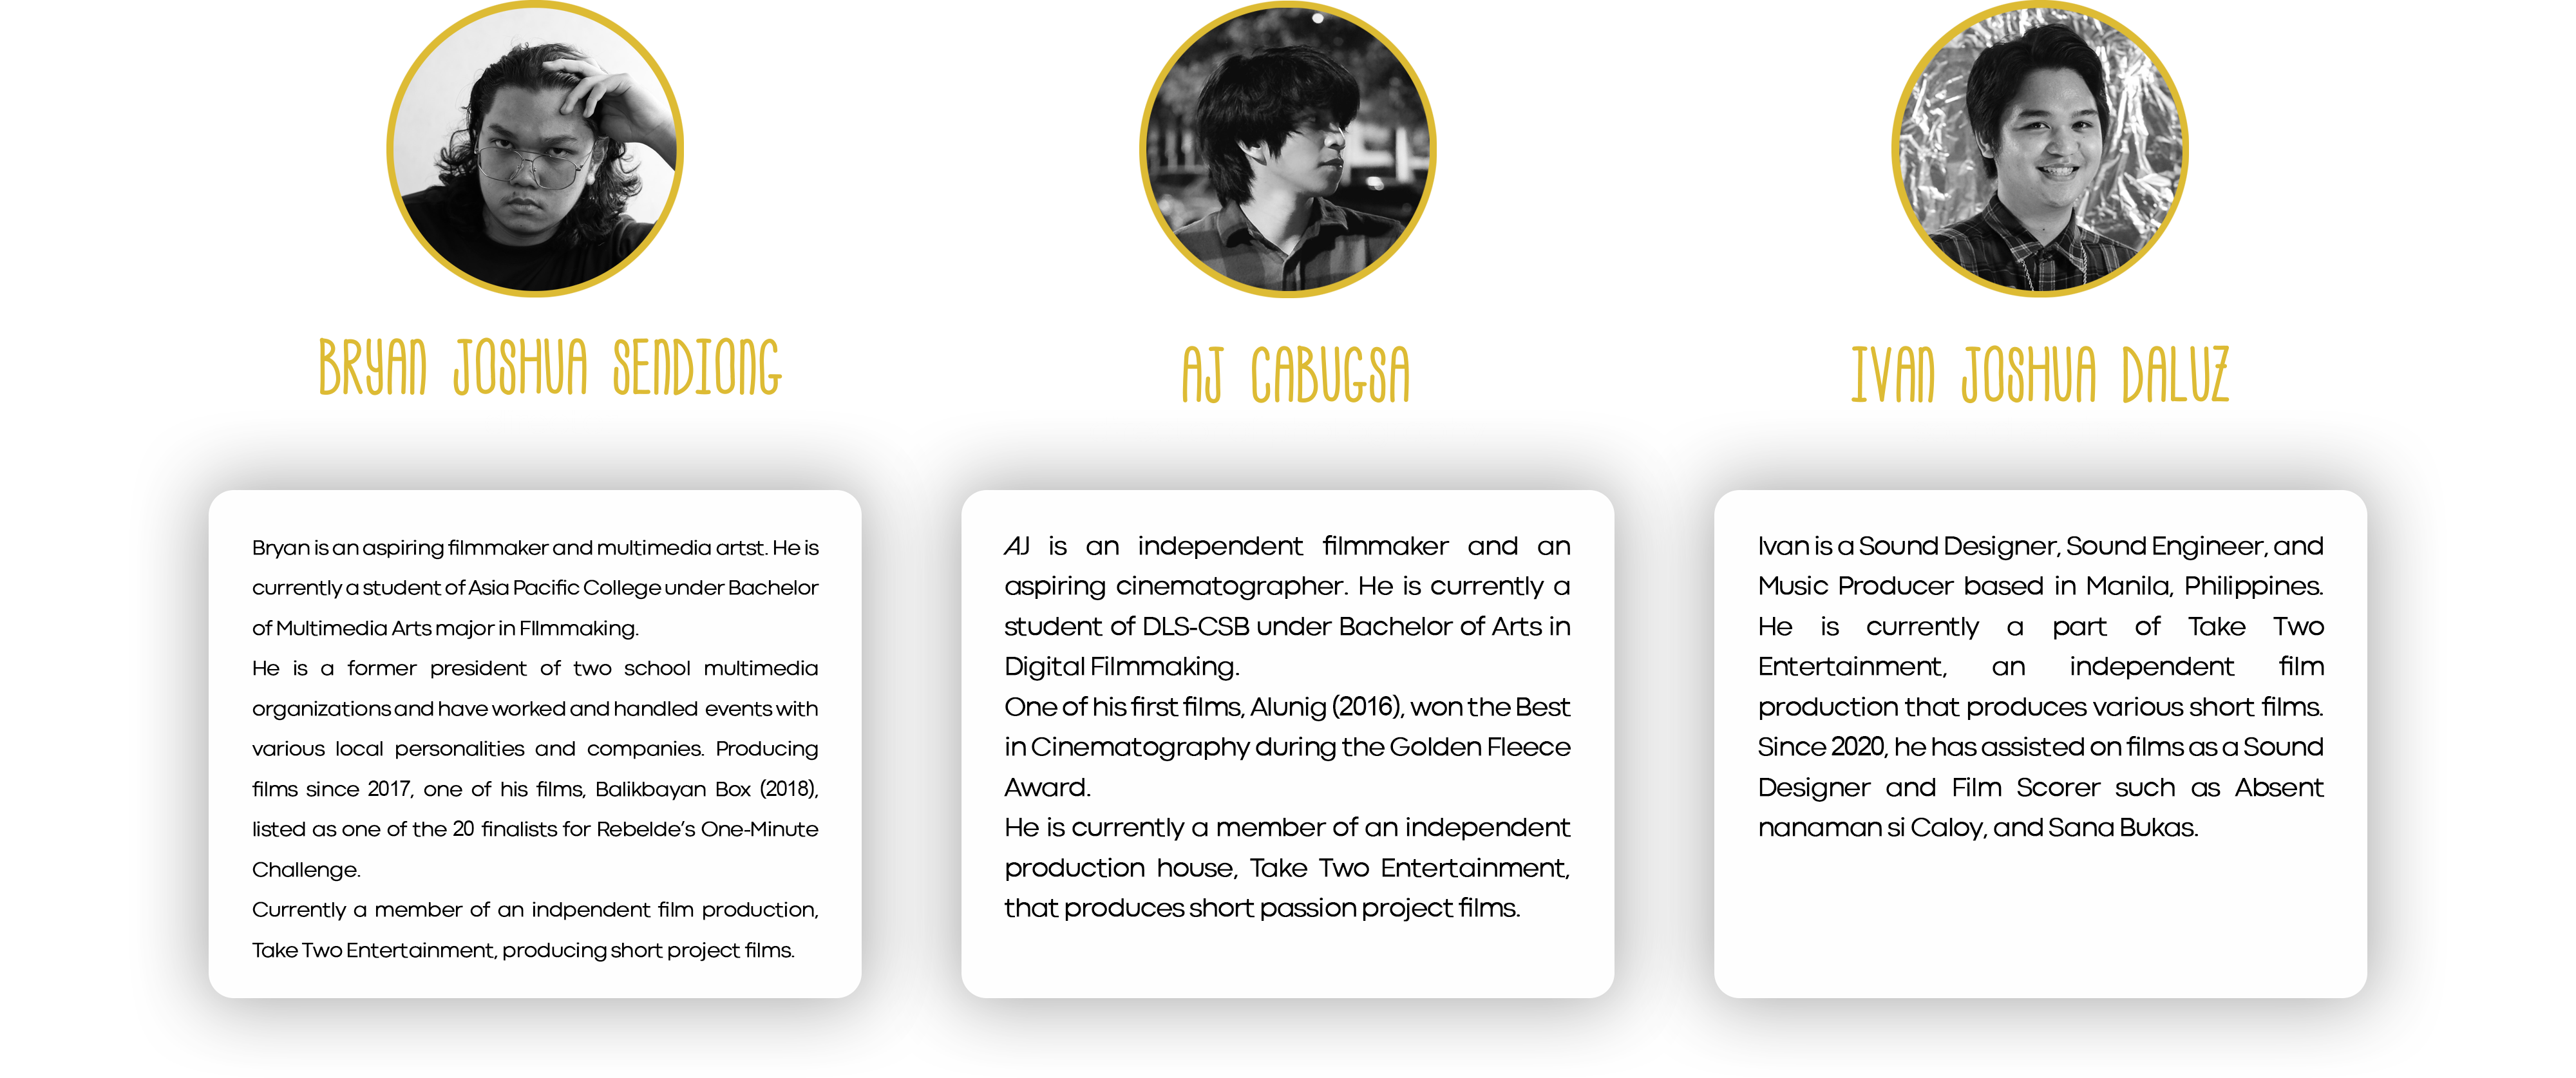 BRYAN JOSHUA SENDIONG
Bryan is an aspiring filmmaker and multimedia artst. He is
currently a student of Asia Pacific College under Bachelor
of Multimedia Arts major in FIlmmaking.
He is a former president of two school multimedia
organizations and have worked and handled events with
various local personalities and companies. Producing
films since 2017, one of his films, Balikbayan Box (2018),
listed as one of the 20 finalists for Rebelde's One-Minute
Challenge.
Currently a member of an indpendent film production,
Take Two Entertainment, producing short project films.
AJ CABUGSA
AJ is an independent filmmaker and an
aspiring cinematographer. He is currently a
student of DLS-CSB under Bachelor of Arts in
Digital Filmmaking.
One of his first films, Alunig (2016), won the Best
in Cinematography during the Golden Fleece
Award.
He is currently a member of an independent
production house, Take Two Entertainment,
that produces short passion project films.
IVAN JOSHUA DALUZ
Ivan is a Sound Designer, Sound Engineer, and
Music Producer based in Manila, Philippines.
He is currently a part of Take Two
Entertainment, an independent film
production that produces various short films.
Since 2020, he has assisted on films as a Sound
Designer and Film Scorer such as Absent
nanaman si Caloy, and Sana Bukas.